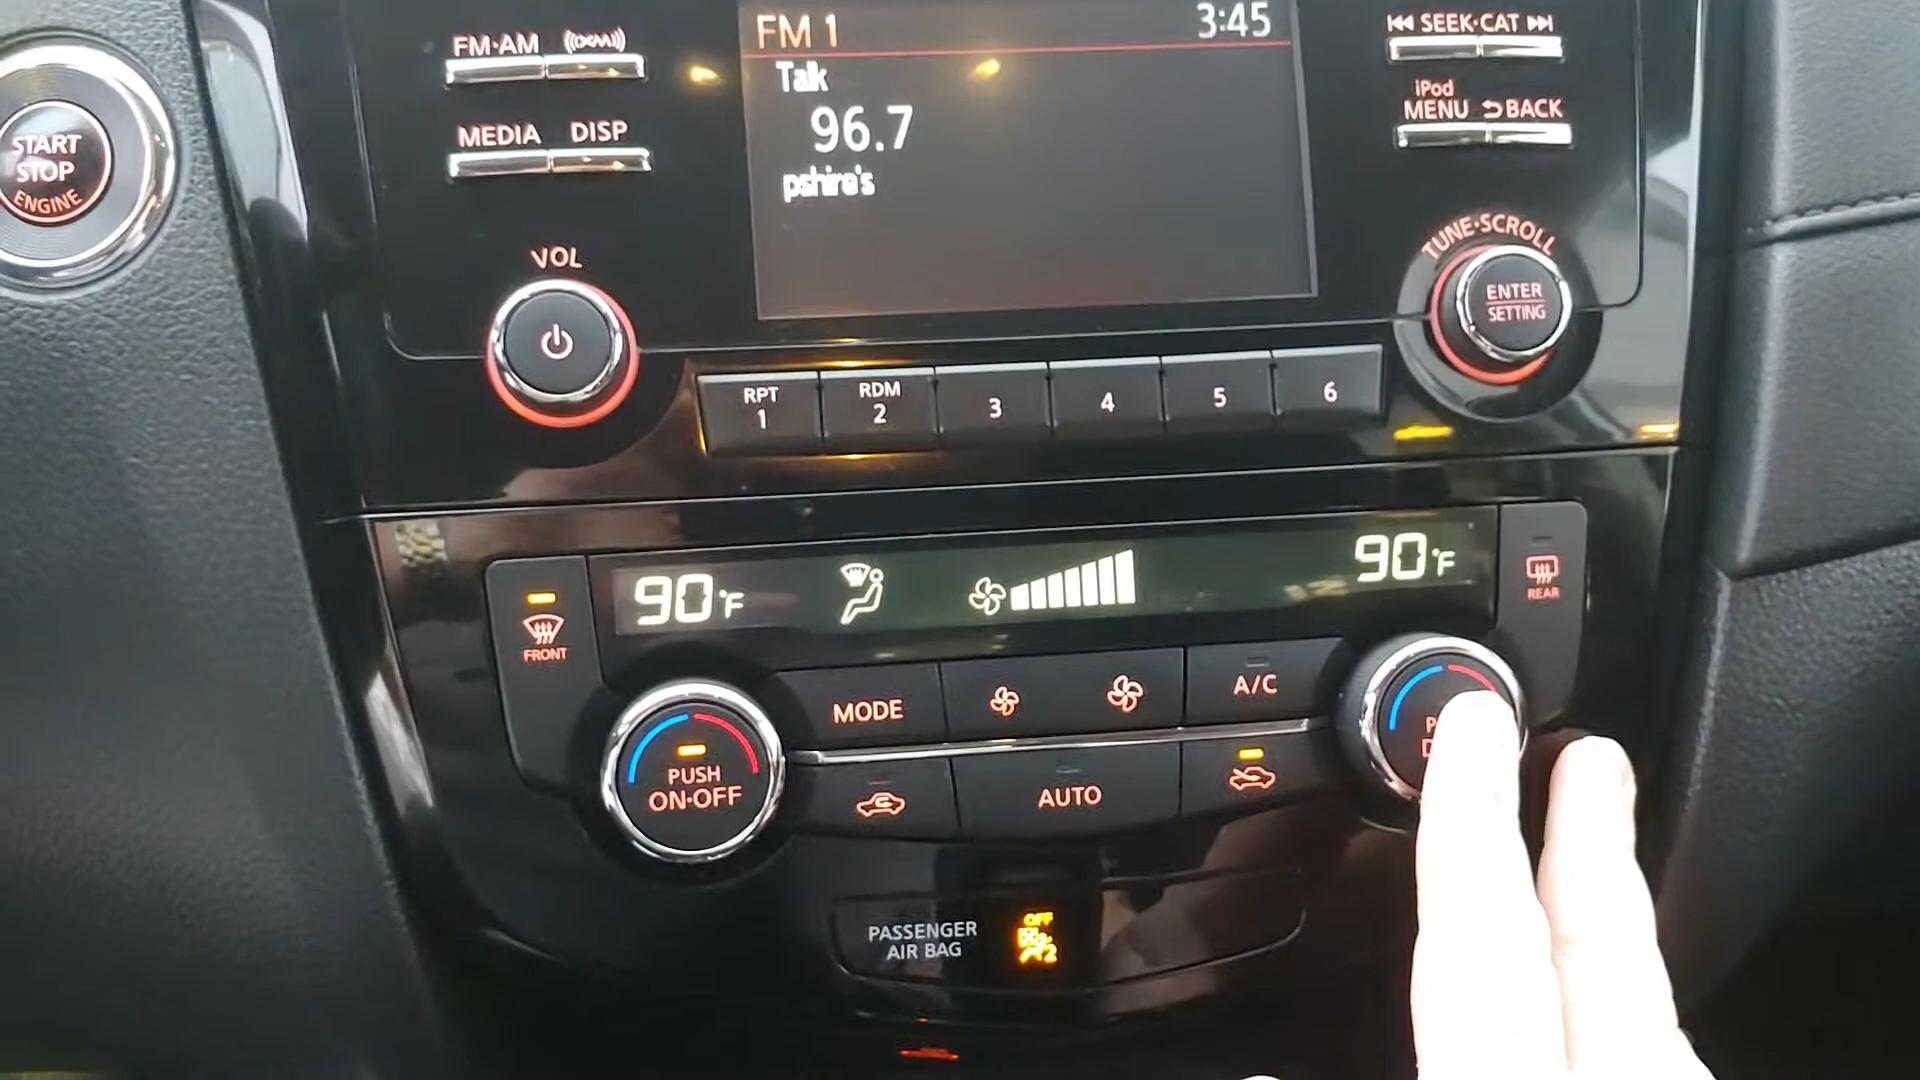 FM 1 3:45
FM·AM ((XM))
SEEK·CAT
Talk
96.7
pshire's
MEDIA DISP
iPod
MENU BACK
START
STOP
ENGINE
VOL
TUNE·SCROLL
ENTER
SETTING
RPT
1
RDM
2
3
4
5
6
90°F 90°F
FRONT
REAR
MODE
A/C
PUSH
ON·OFF
AUTO
PASSENGER
AIR BAG
OFF
2